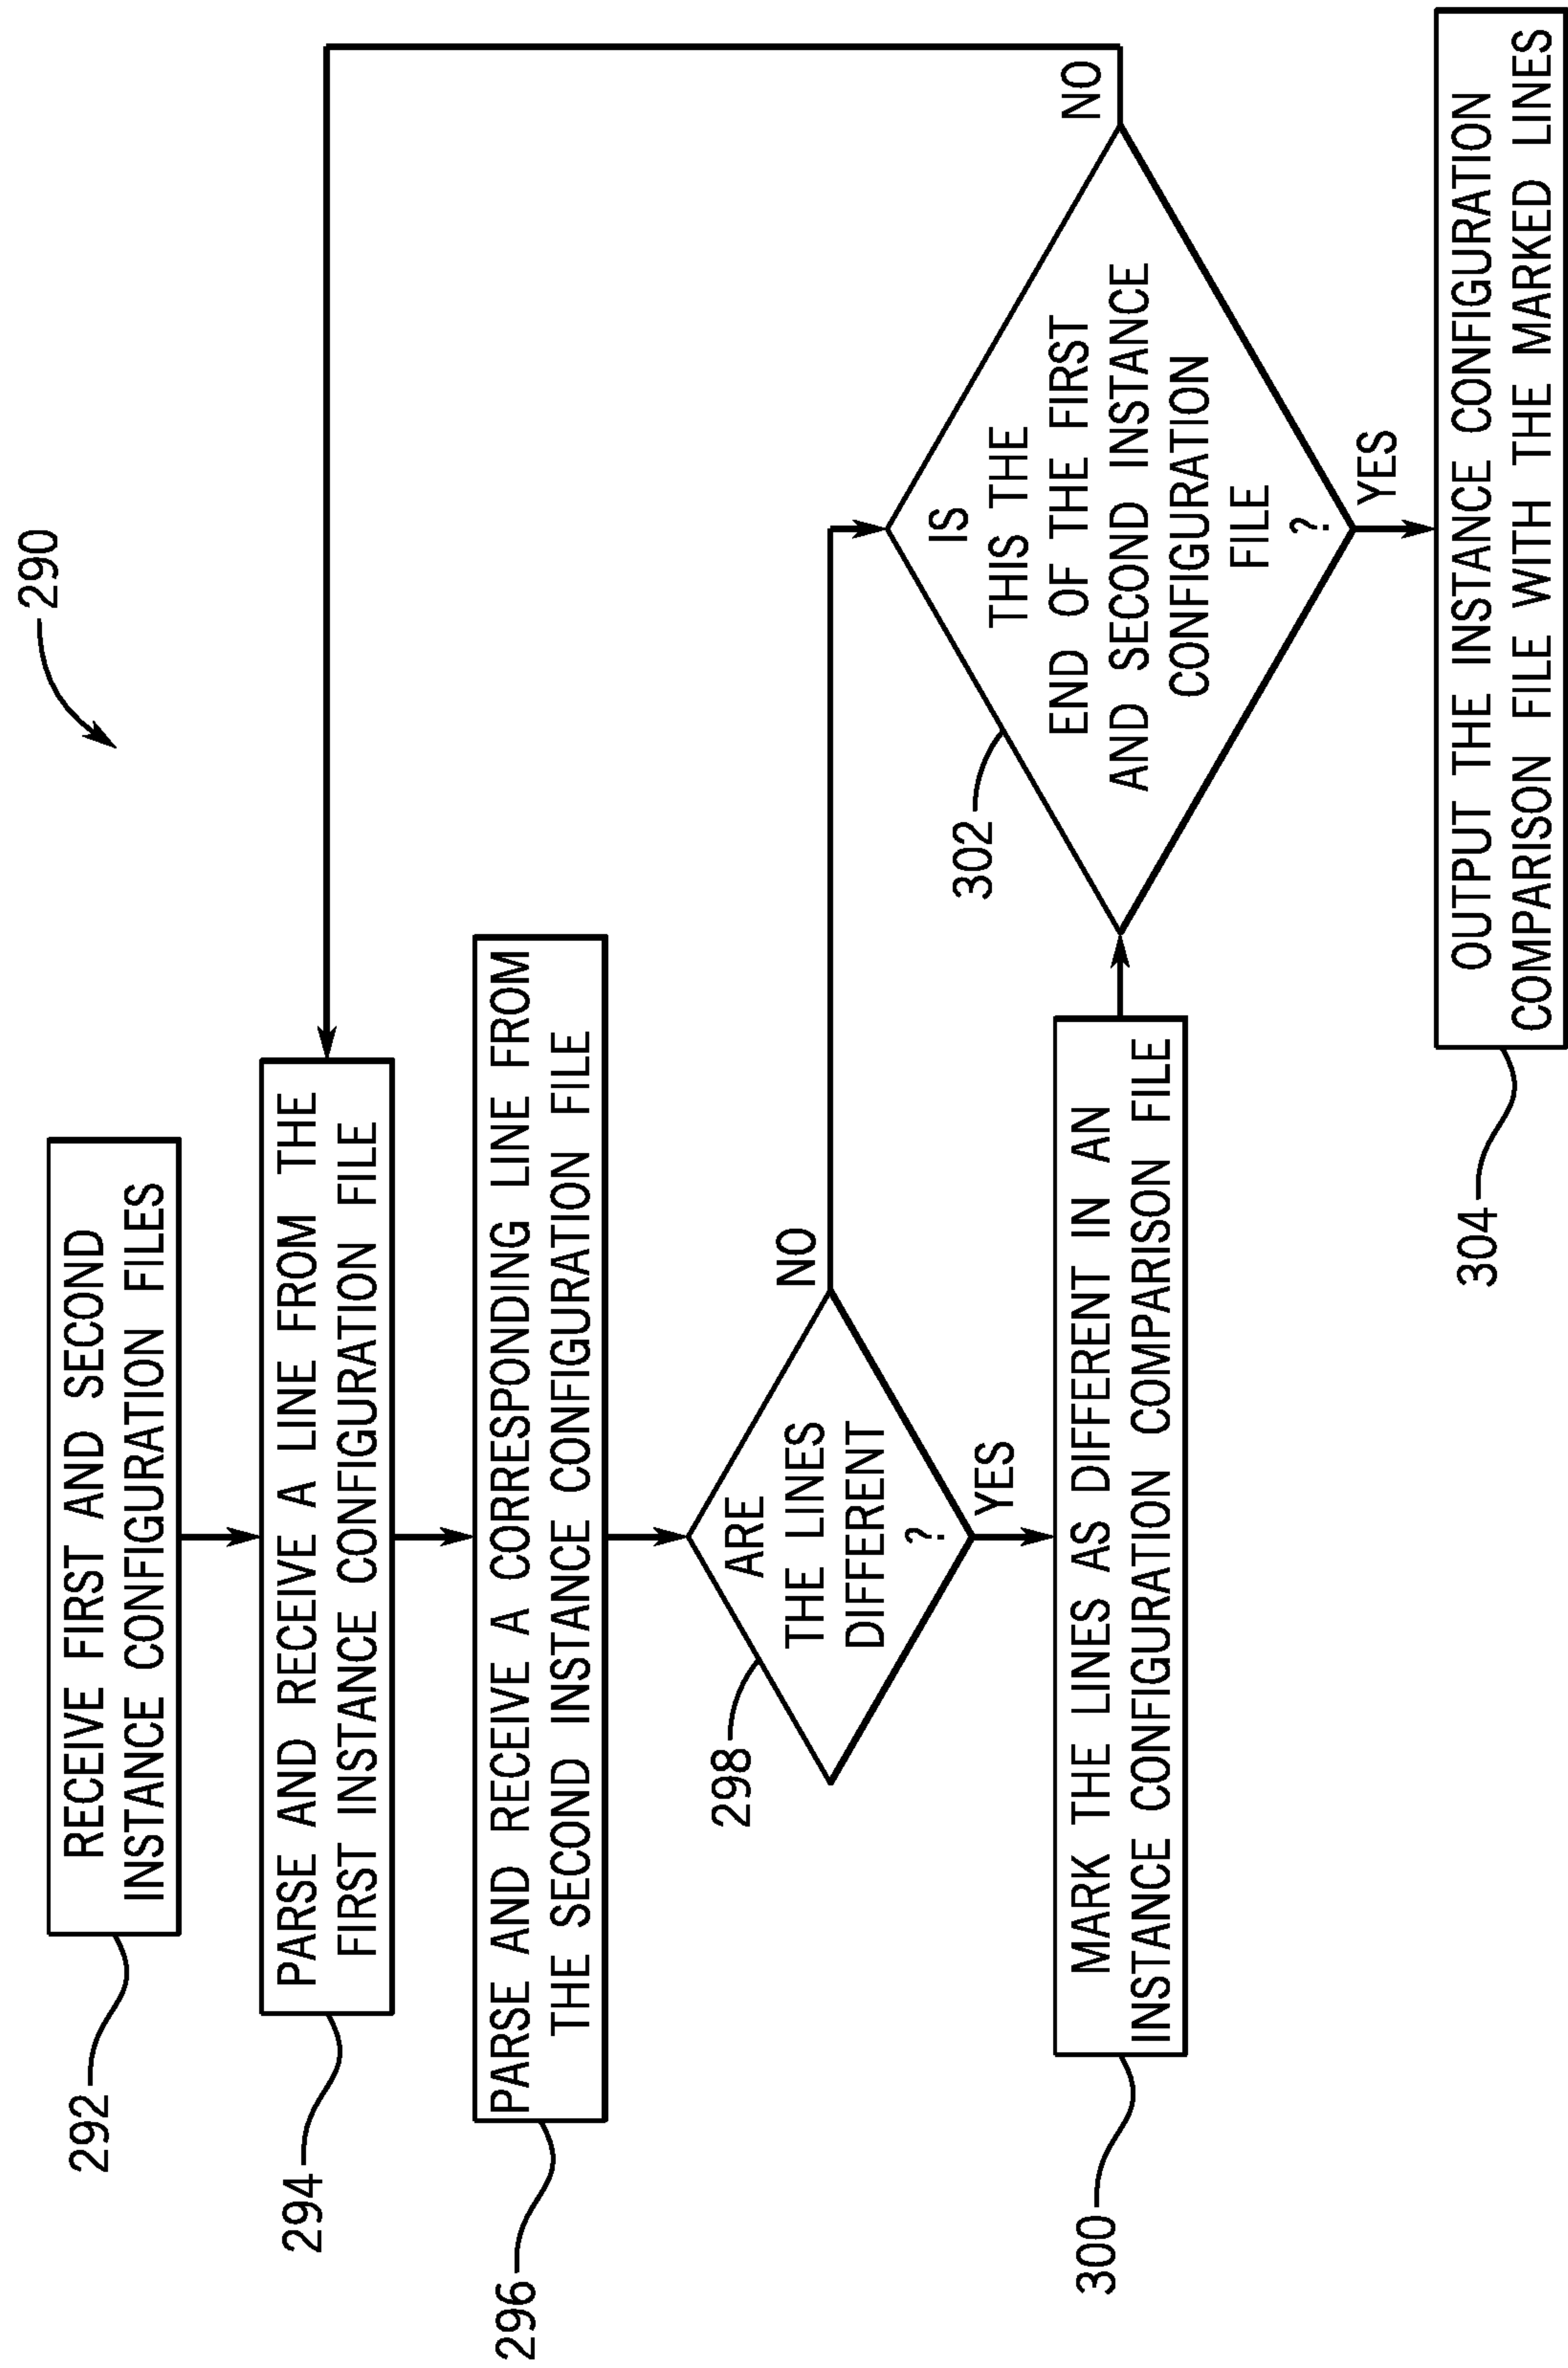 290
292
RECEIVE FIRST AND SECOND
INSTANCE CONFIGURATION FILES
294
PARSE AND RECEIVE A LINE FROM THE
FIRST INSTANCE CONFIGURATION FILE
296
PARSE AND RECEIVE A CORRESPONDING LINE FROM
THE SECOND INSTANCE CONFIGURATION FILE
298
ARE
THE LINES
DIFFERENT
?
NO
YES
300
MARK THE LINES AS DIFFERENT IN AN
INSTANCE CONFIGURATION COMPARISON FILE
302
IS
THIS THE
END OF THE FIRST
AND SECOND INSTANCE
CONFIGURATION
FILE
?
NO
YES
304
OUTPUT THE INSTANCE CONFIGURATION
COMPARISON FILE WITH THE MARKED LINES